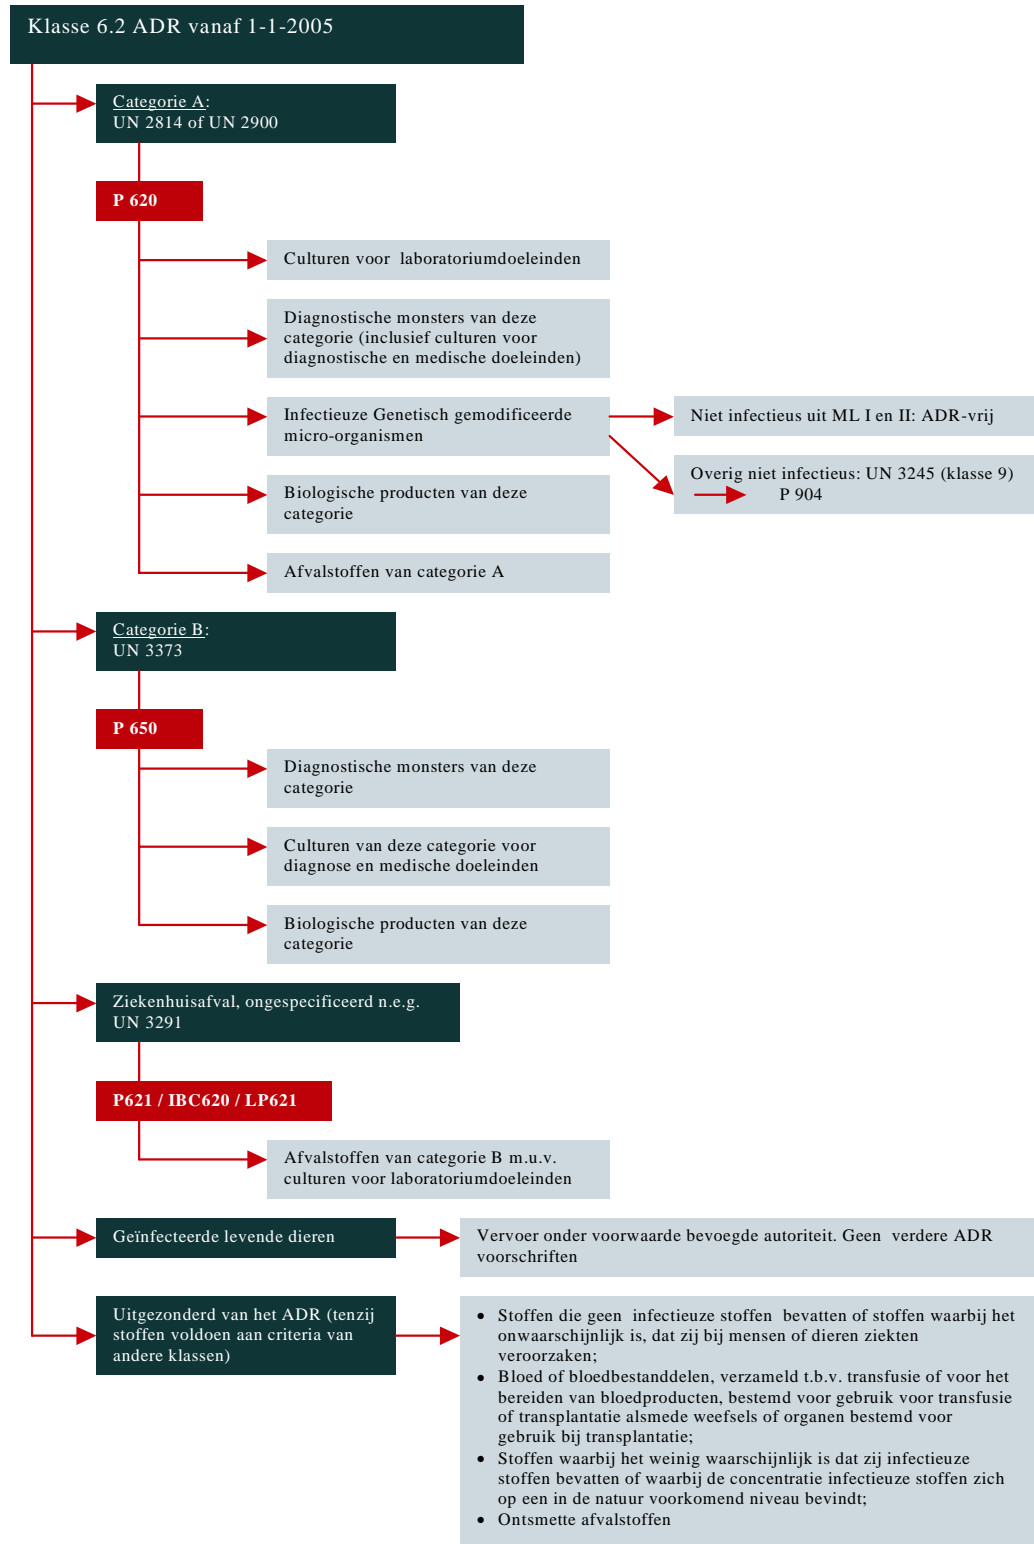 Klasse 6.2 ADR vanaf 1-1-2005
Categorie A:
UN 2814 of UN 2900
P 620
Culturen voor laboratoriumdoeleinden
Diagnostische monsters van deze
categorie (inclusief culturen voor
diagnostische en medische doeleinden)
Infectieuze Genetisch gemodificeerde
micro-organismen
Niet infectieus uit ML I en II: ADR-vrij
Overig niet infectieus: UN 3245 (klasse 9)
P 904
Biologische producten van deze
categorie
Afvalstoffen van categorie A
Categorie B:
UN 3373
P 650
Diagnostische monsters van deze
categorie
Culturen van deze categorie voor
diagnose en medische doeleinden
Biologische producten van deze
categorie
Ziekenhuisafval, ongespecificeerd n.e.g.
UN 3291
P621 / IBC620 / LP621
Afvalstoffen van categorie B m.u.v.
culturen voor laboratoriumdoeleinden
Geïnfecteerde levende dieren
Vervoer onder voorwaarde bevoegde autoriteit. Geen verdere ADR
voorschriften
Uitgezonderd van het ADR (tenzij
stoffen voldoen aan criteria van
andere klassen)
• Stoffen die geen infectieuze stoffen bevatten of stoffen waarbij het
onwaarschijnlijk is, dat zij bij mensen of dieren ziekten
veroorzaken;
• Bloed of bloedbestanddelen, verzameld t.b.v. transfusie of voor het
bereiden van bloedproducten, bestemd voor gebruik voor transfusie
of transplantatie alsmede weefsels of organen bestemd voor
gebruik bij transplantatie;
• Stoffen waarbij het weinig waarschijnlijk is dat zij infectieuze
stoffen bevatten of waarbij de concentratie infectieuze stoffen zich
op een in de natuur voorkomend niveau bevindt;
• Ontsmette afvalstoffen